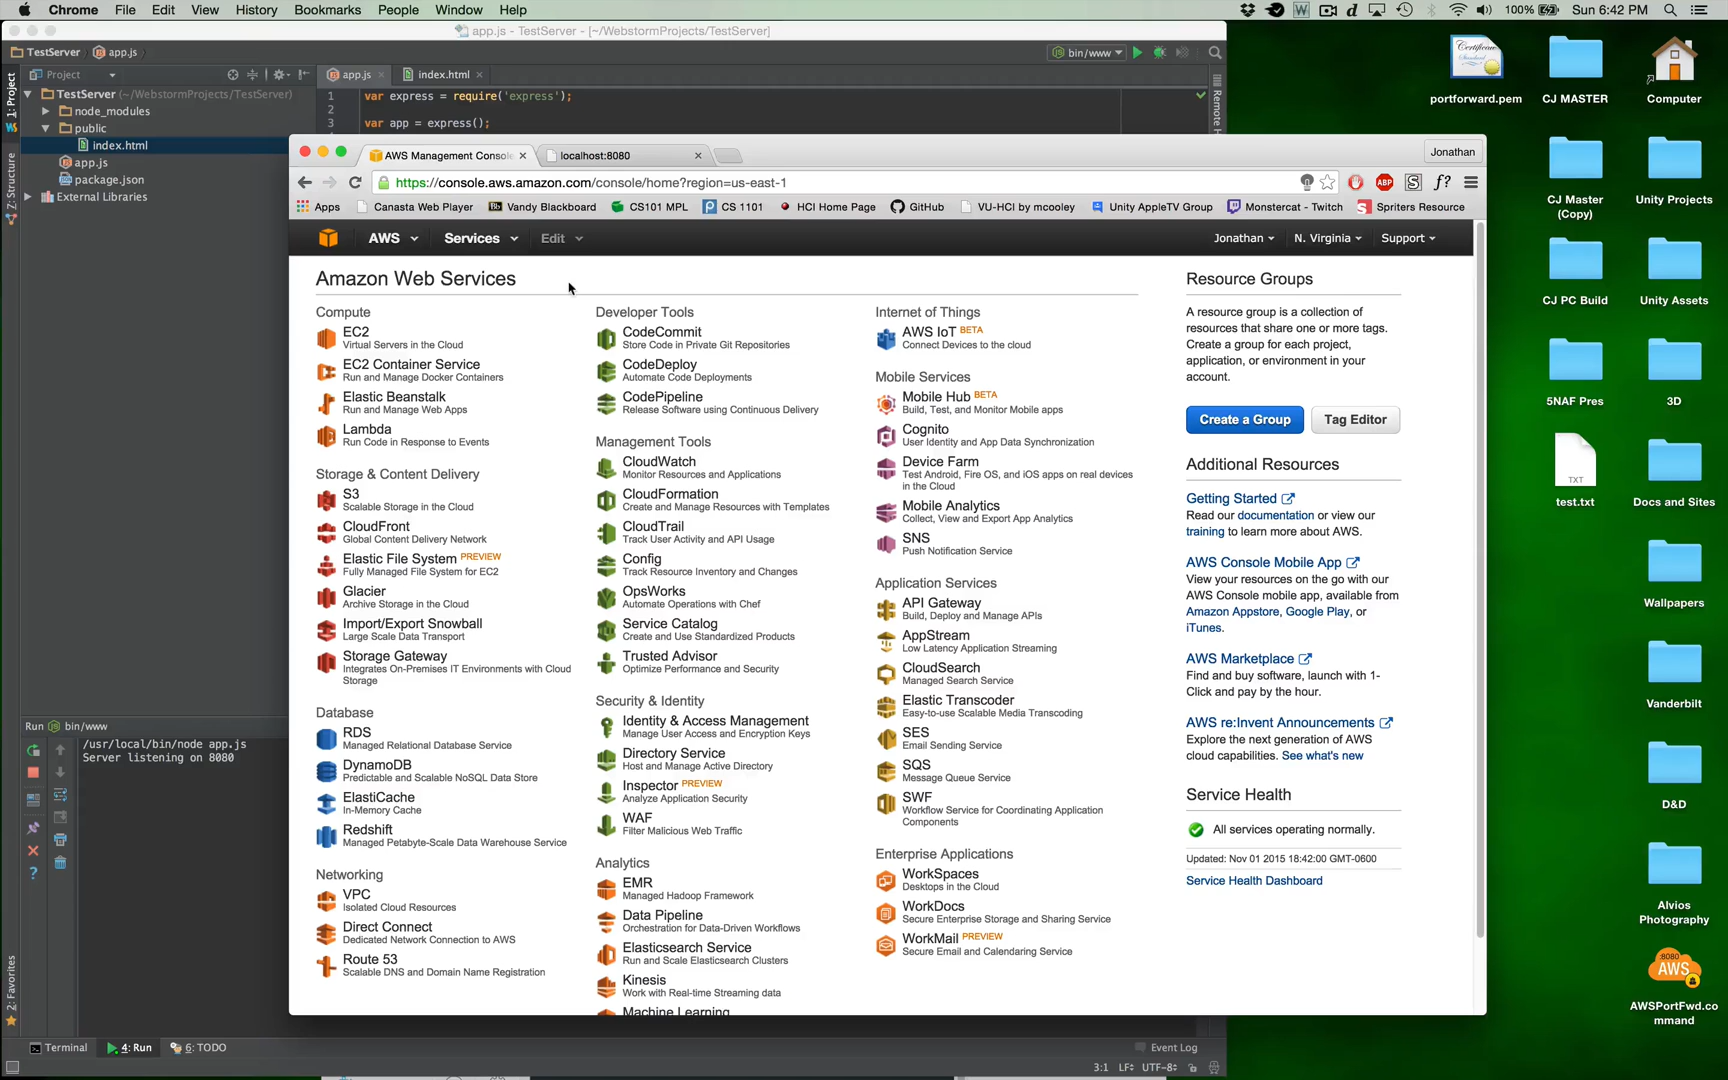 Chrome File Edit View History Bookmarks People Window Help
100% Sun 6:42 PM
app.js - TestServer - [~/WebstormProjects/TestServer]
TestServer app.js
bin/www
Project
app.js
index.html
1: Project
Z: Structure
2: Favorites
Remote H
TestServer (~/WebstormProjects/TestServer)
node_modules
public
index.html
app.js
package.json
External Libraries
1 var express = require('express');
2
3 var app = express();
AWS Management Console
localhost:8080
Jonathan
https://console.aws.amazon.com/console/home?region=us-east-1
ABP
f?
Apps
Canasta Web Player
Vandy Blackboard
CS101 MPL
CS 1101
HCI Home Page
GitHub
VU-HCI by mcooley
Unity AppleTV Group
Monstercat - Twitch
Spriters Resource
AWS Services Edit
Jonathan N. Virginia Support
Amazon Web Services
Compute
EC2
Virtual Servers in the Cloud
EC2 Container Service
Run and Manage Docker Containers
Elastic Beanstalk
Run and Manage Web Apps
Lambda
Run Code in Response to Events
Storage & Content Delivery
S3
Scalable Storage in the Cloud
CloudFront
Global Content Delivery Network
Elastic File System PREVIEW
Fully Managed File System for EC2
Glacier
Archive Storage in the Cloud
Import/Export Snowball
Large Scale Data Transport
Storage Gateway
Integrates On-Premises IT Environments with Cloud
Storage
Database
RDS
Managed Relational Database Service
DynamoDB
Predictable and Scalable NoSQL Data Store
ElastiCache
In-Memory Cache
Redshift
Managed Petabyte-Scale Data Warehouse Service
Networking
VPC
Isolated Cloud Resources
Direct Connect
Dedicated Network Connection to AWS
Route 53
Scalable DNS and Domain Name Registration
Developer Tools
CodeCommit
Store Code in Private Git Repositories
CodeDeploy
Automate Code Deployments
CodePipeline
Release Software using Continuous Delivery
Management Tools
CloudWatch
Monitor Resources and Applications
CloudFormation
Create and Manage Resources with Templates
CloudTrail
Track User Activity and API Usage
Config
Track Resource Inventory and Changes
OpsWorks
Automate Operations with Chef
Service Catalog
Create and Use Standardized Products
Trusted Advisor
Optimize Performance and Security
Security & Identity
Identity & Access Management
Manage User Access and Encryption Keys
Directory Service
Host and Manage Active Directory
Inspector PREVIEW
Analyze Application Security
WAF
Filter Malicious Web Traffic
Analytics
EMR
Managed Hadoop Framework
Data Pipeline
Orchestration for Data-Driven Workflows
Elasticsearch Service
Run and Scale Elasticsearch Clusters
Kinesis
Work with Real-time Streaming data
Machine Learning
Internet of Things
AWS IoT BETA
Connect Devices to the cloud
Mobile Services
Mobile Hub BETA
Build, Test, and Monitor Mobile apps
Cognito
User Identity and App Data Synchronization
Device Farm
Test Android, Fire OS, and iOS apps on real devices
in the Cloud
Mobile Analytics
Collect, View and Export App Analytics
SNS
Push Notification Service
Application Services
API Gateway
Build, Deploy and Manage APIs
AppStream
Low Latency Application Streaming
CloudSearch
Managed Search Service
Elastic Transcoder
Easy-to-use Scalable Media Transcoding
SES
Email Sending Service
SQS
Message Queue Service
SWF
Workflow Service for Coordinating Application
Components
Enterprise Applications
WorkSpaces
Desktops in the Cloud
WorkDocs
Secure Enterprise Storage and Sharing Service
WorkMail PREVIEW
Secure Email and Calendaring Service
Resource Groups
A resource group is a collection of
resources that share one or more tags.
Create a group for each project,
application, or environment in your
account.
Create a Group
Tag Editor
Additional Resources
Getting Started
Read our documentation or view our
training to learn more about AWS.
AWS Console Mobile App
View your resources on the go with our
AWS Console mobile app, available from
Amazon Appstore, Google Play, or
iTunes.
AWS Marketplace
Find and buy software, launch with 1-
Click and pay by the hour.
AWS re:Invent Announcements
Explore the next generation of AWS
cloud capabilities. See what's new
Service Health
All services operating normally.
Updated: Nov 01 2015 18:42:00 GMT-0600
Service Health Dashboard
Run bin/www
/usr/local/bin/node app.js
Server listening on 8080
Terminal
4: Run
6: TODO
Event Log
3:1 LF÷ UTF-8÷
portforward.pem
CJ MASTER
Computer
CJ Master
(Copy)
Unity Projects
CJ PC Build
Unity Assets
5NAF Pres
3D
TXT
test.txt
Docs and Sites
Wallpapers
Vanderbilt
D&D
Alvios
Photography
:8080
AWS
AWSPortFwd.co
mmand